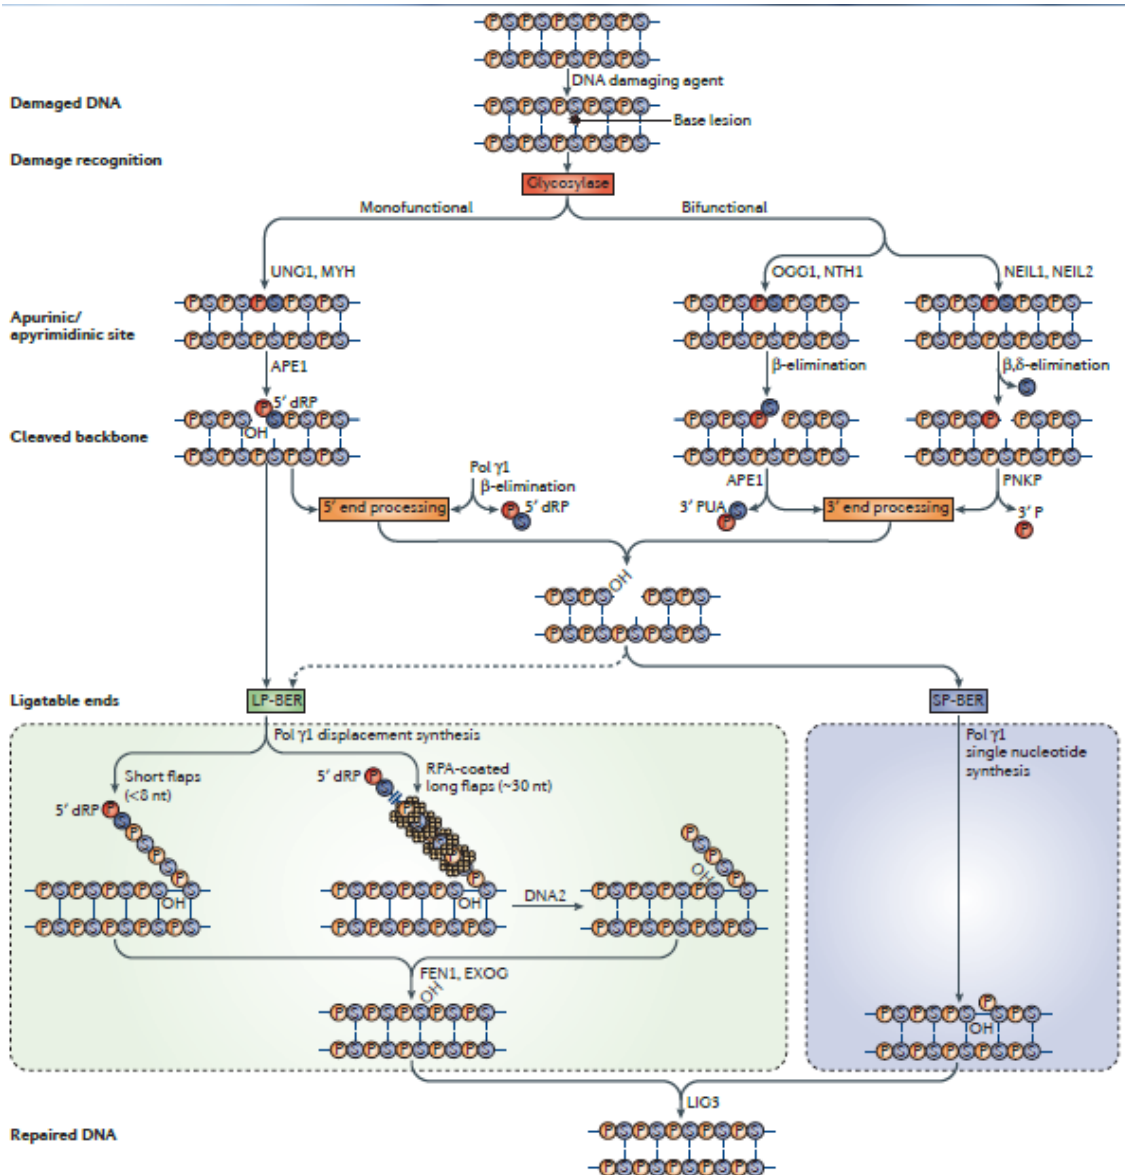 P S P S P S P S P S
P S P S P S P S P S
DNA damaging agent
Damaged DNA
P S P S P S P S P S
Base lesion
P S P S P S P S P S
Damage recognition
Glycosylase
Monofunctional
Bifunctional
UNG1, MYH
OGG1, NTH1
NEIL1, NEIL2
P S P S P S P S P S
P S P S P S P S P S
P S P S P S P S P S
Apurinic/
apyrimidinic site
P S P S P S P S P S
P S P S P S P S P S
P S P S P S P S P S
APE1
β-elimination
β,δ-elimination
S
P 5′ dRP
S
P S P S S P S P S
OH
P S P S P P S P S
P S P S P P S P S
Cleaved backbone
P S P S P S P S P S
P S P S P S P S P S
P S P S P S P S P S
Pol γ1
β-elimination
APE1
PNKP
5′ end processing
P S 5′ dRP
3′ PUA P S
3′ end processing
3′ P
P
OH
P S P S P S P S
P S P S P S P S
Ligatable ends
LP-BER
SP-BER
Pol γ1 displacement synthesis
Pol γ1
single nucleotide
synthesis
Short flaps
(<8 nt)
5′ dRP P S
RPA-coated
long flaps (~30 nt)
5′ dRP P S P S P S P S P
P S P S P
OH
P S P S P S P S S
OH
P S P S P S P S S
OH
P S P S P S P S S
DNA2
P S P S P S P S P S
P S P S P S P S P S
P S P S P S P S P S
FEN1, EXOG
OH
P S P S P S P S P S
P S P S P S P S P S
P
P S P S P S S P S
OH
P S P S P S P S P S
LIG3
Repaired DNA
P S P S P S P S P S
P S P S P S P S P S